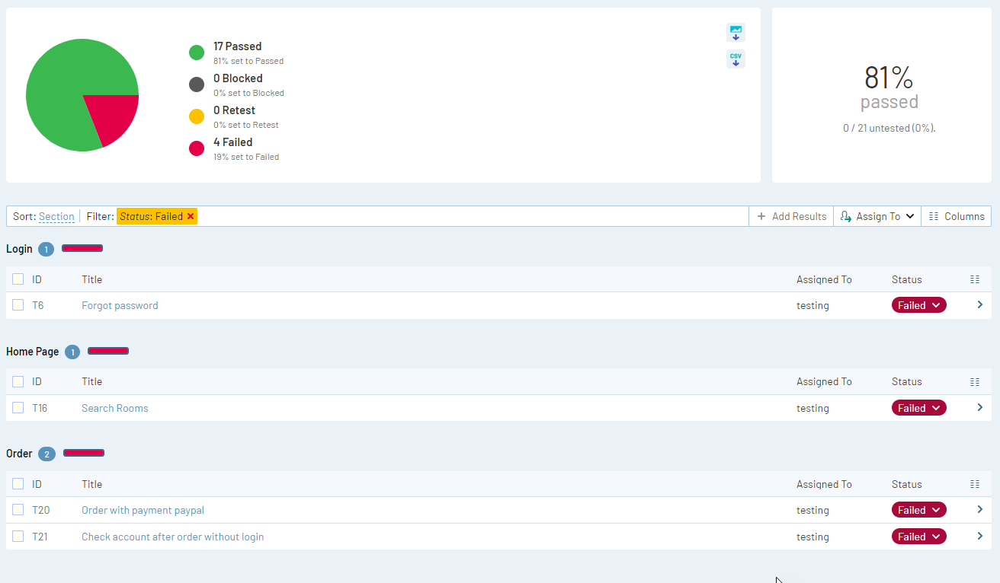 17 Passed
81% set to Passed
0 Blocked
0% set to Blocked
0 Retest
0% set to Retest
4 Failed
19% set to Failed
CSV
81%
passed
0 / 21 untested (0%).
Sort: Section Filter: Status: Failed Add Results Assign To Columns
Login 1
ID Title Assigned To Status
T6 Forgot password testing Failed
Home Page 1
ID Title Assigned To Status
T16 Search Rooms testing Failed
Order 2
ID Title Assigned To Status
T20 Order with payment paypal testing Failed
T21 Check account after order without login testing Failed